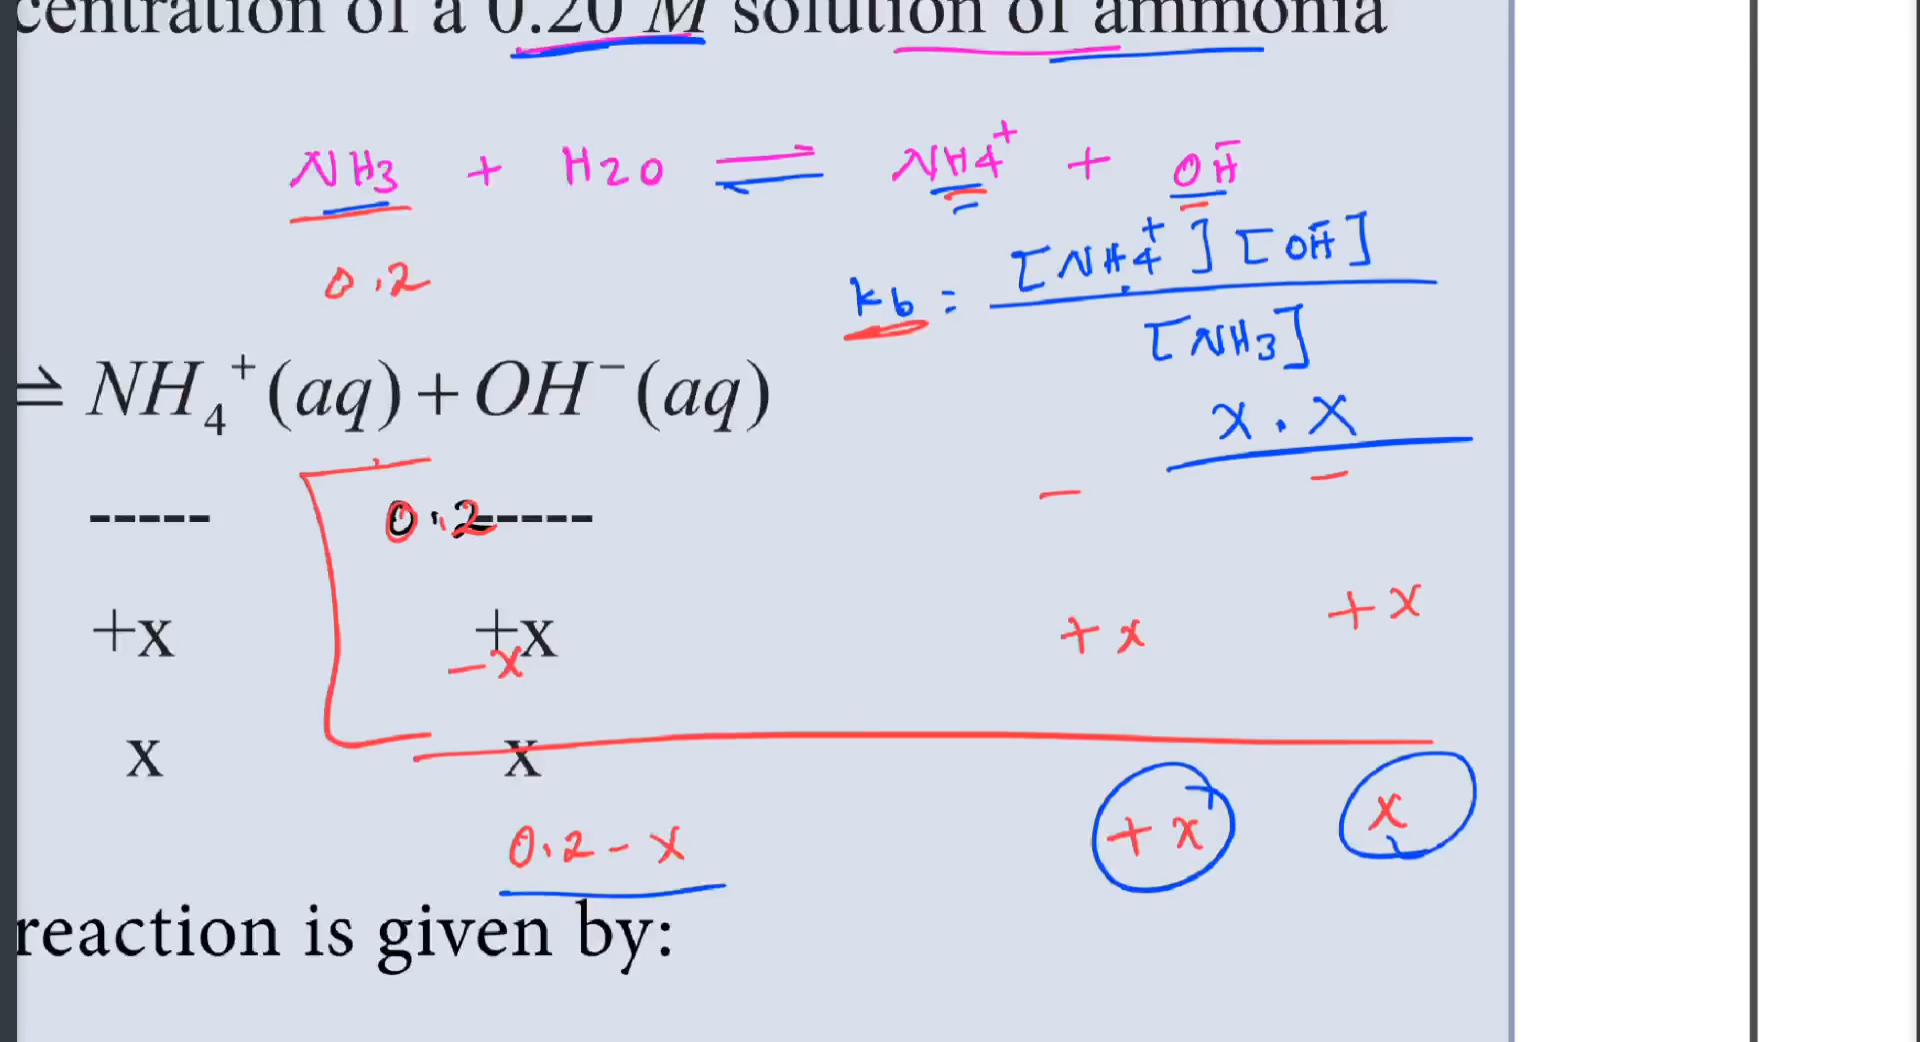 centration of a 0.20 M solution of ammonia
NH3 + H2O ⇌ NH4⁺ + OH⁻
0.2
kb = [NH4⁺][OH⁻]
[NH3]
x . x
⇌ NH₄⁺(aq) + OH⁻(aq)
----- 0.2 ----- - -
+x +x +x +x
-x
x x
0.2 - x +x x
reaction is given by: